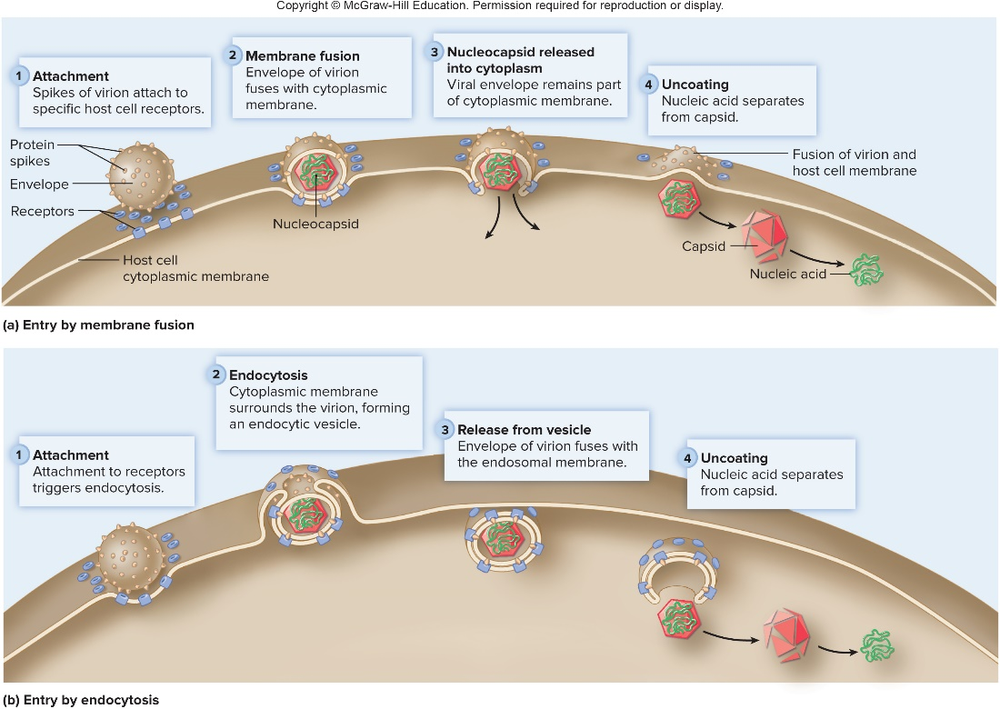 Copyright © McGraw-Hill Education. Permission required for reproduction or display.
1 Attachment
Spikes of virion attach to
specific host cell receptors.
2 Membrane fusion
Envelope of virion
fuses with cytoplasmic
membrane.
3 Nucleocapsid released
into cytoplasm
Viral envelope remains part
of cytoplasmic membrane.
4 Uncoating
Nucleic acid separates
from capsid.
Protein
spikes
Envelope
Receptors
Host cell
cytoplasmic membrane
Nucleocapsid
Fusion of virion and
host cell membrane
Capsid
Nucleic acid
(a) Entry by membrane fusion
1 Attachment
Attachment to receptors
triggers endocytosis.
2 Endocytosis
Cytoplasmic membrane
surrounds the virion, forming
an endocytic vesicle.
3 Release from vesicle
Envelope of virion fuses with
the endosomal membrane.
4 Uncoating
Nucleic acid separates
from capsid.
(b) Entry by endocytosis